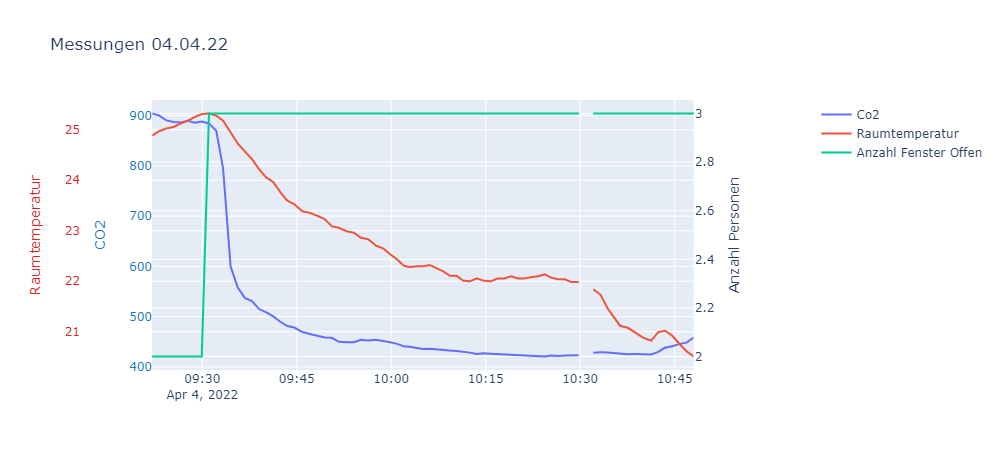 Messungen 04.04.22
Raumtemperatur
25
24
23
22
21
CO2
900
800
700
600
500
400
09:30
Apr 4, 2022
09:45
10:00
10:15
10:30
10:45
3
2.8
2.6
2.4
2.2
2
Anzahl Personen
Co2
Raumtemperatur
Anzahl Fenster Offen